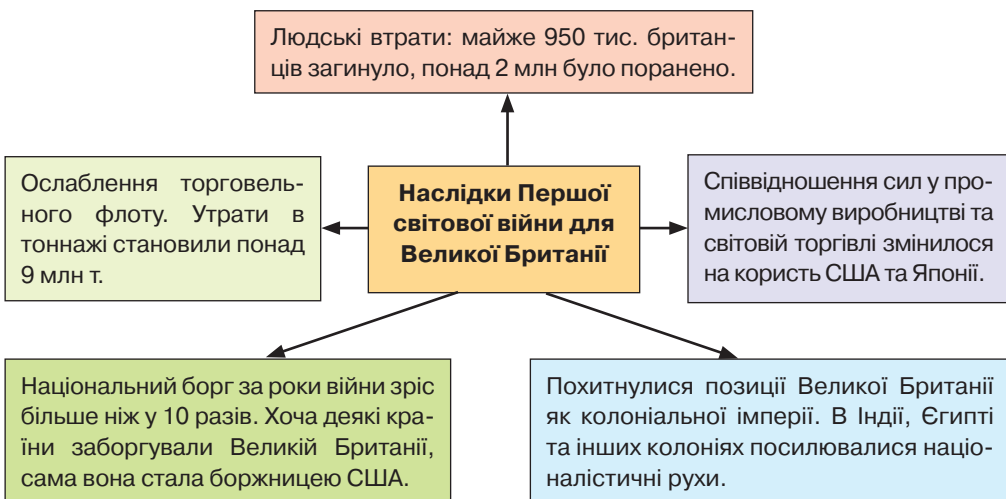 Людські втрати: майже 950 тис. британ-
ців загинуло, понад 2 млн було поранено.
Ослаблення торговель-
ного флоту. Утрати в
тоннажі становили понад
9 млн т.
Наслідки Першої
світової війни для
Великої Британії
Співвідношення сил у про-
мисловому виробництві та
світовій торгівлі змінилося
на користь США та Японії.
Національний борг за роки війни зріс
більше ніж у 10 разів. Хоча деякі кра-
їни заборгували Великій Британії,
сама вона стала боржницею США.
Похитнулися позиції Великої Британії
як колоніальної імперії. В Індії, Єгипті
та інших колоніях посилювалися націо-
налістичні рухи.